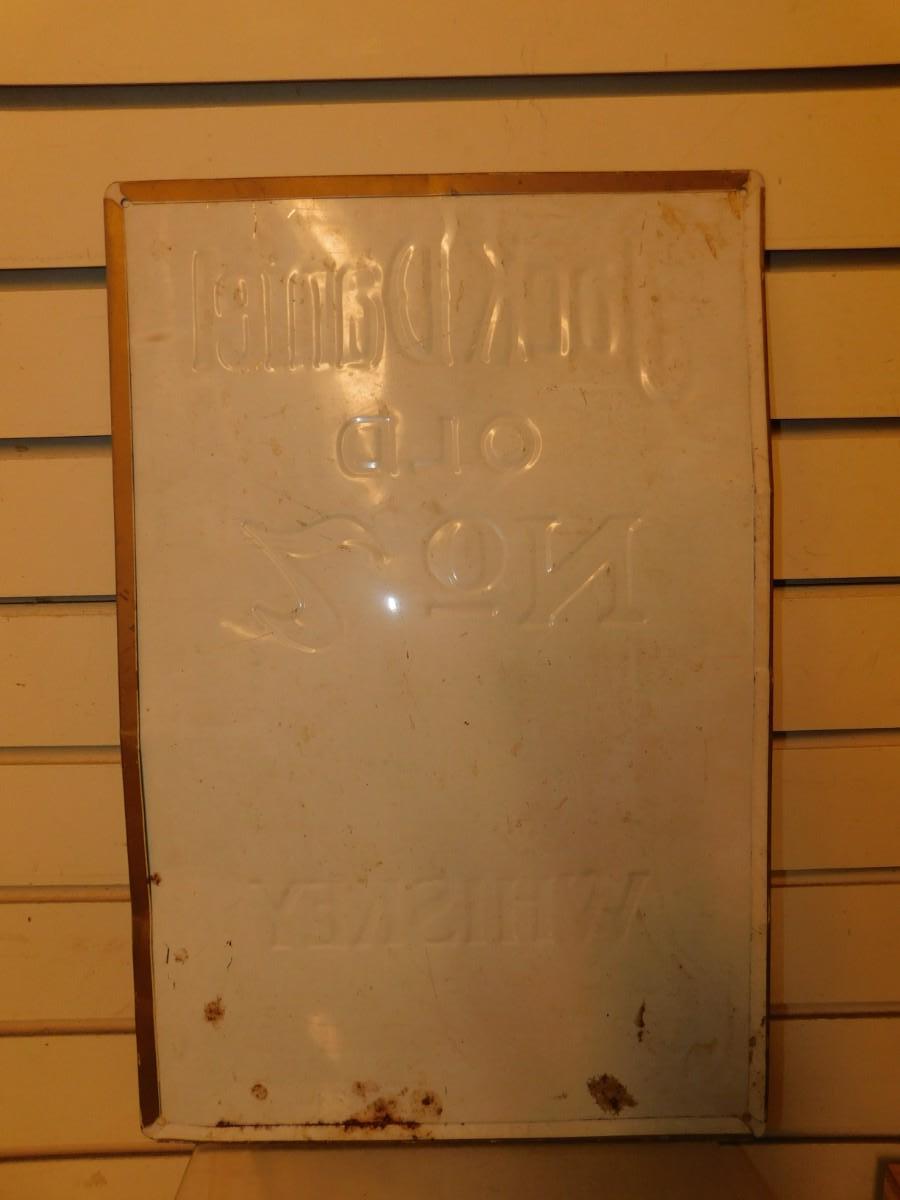 Jack Daniel
OLD
No 7
WHISKEY